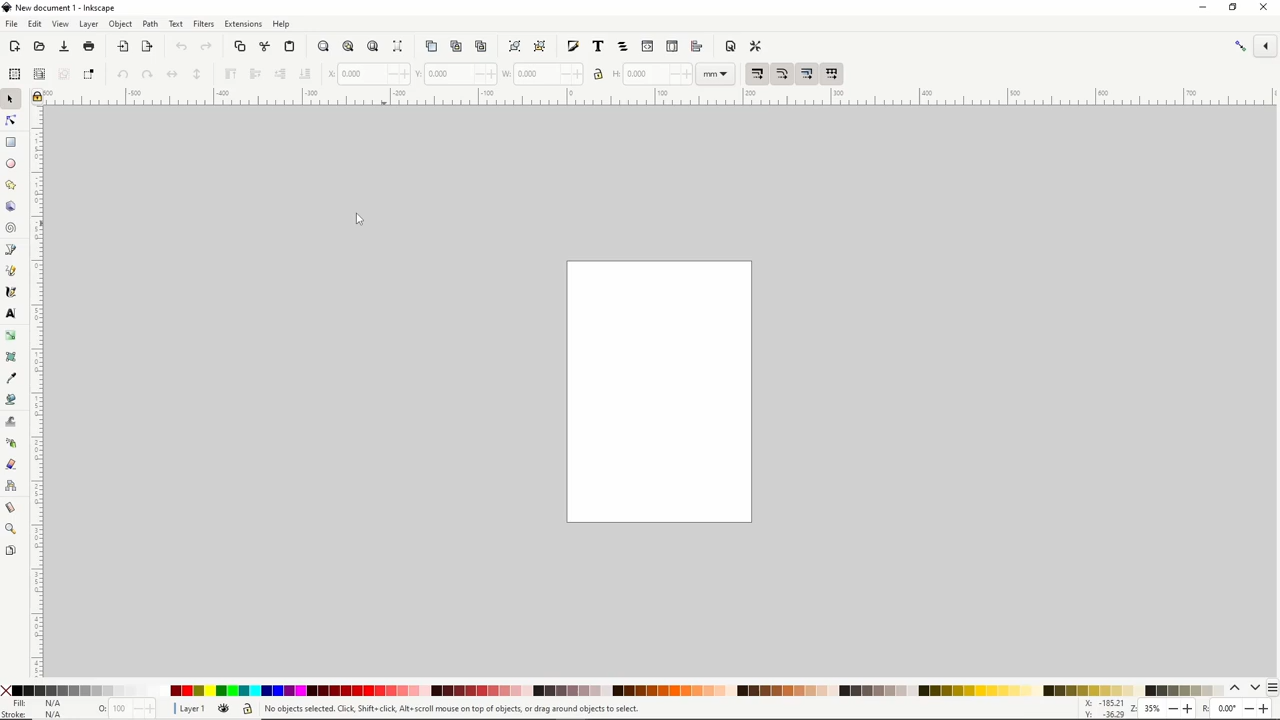 New document 1 - Inkscape
File Edit View Layer Object Path Text Filters Extensions Help
X: 0.000 Y: 0.000 W: 0.000 H: 0.000 mm
-500 -400 -300 -200 -100 0 100 200 300 400 500 600 700
Fill: N/A O: 100 Layer 1 No objects selected. Click, Shift+click, Alt+scroll mouse on top of objects, or drag around objects to select. X: -185.21 Z: 35% R: 0.00°
Stroke: N/A Y: -36.29